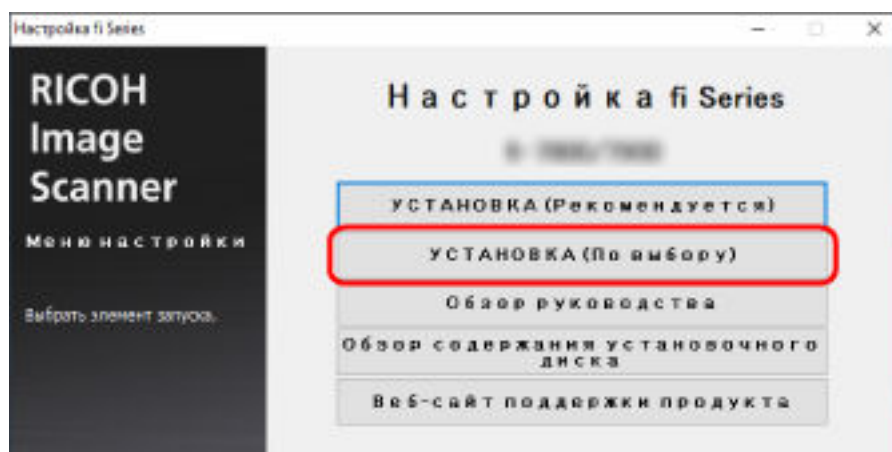 Настройка fi Series
RICOH
Image
Scanner
Меню настройки
Выбрать элемент запуска.
Настройка fi Series
УСТАНОВКА (Рекомендуется)
УСТАНОВКА (По выбору)
Обзор руководства
Обзор содержания установочного
диска
Веб-сайт поддержки продукта